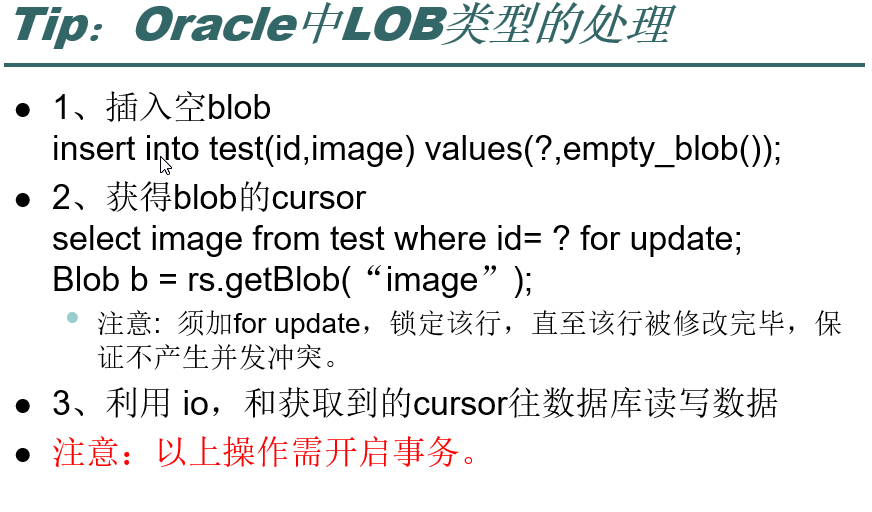 Tip：Oracle中LOB类型的处理
1、插入空blob
insert into test(id,image) values(?,empty_blob());
2、获得blob的cursor
select image from test where id= ? for update;
Blob b = rs.getBlob(“image”);
注意: 须加for update，锁定该行，直至该行被修改完毕，保
证不产生并发冲突。
3、利用 io，和获取到的cursor往数据库读写数据
注意：以上操作需开启事务。